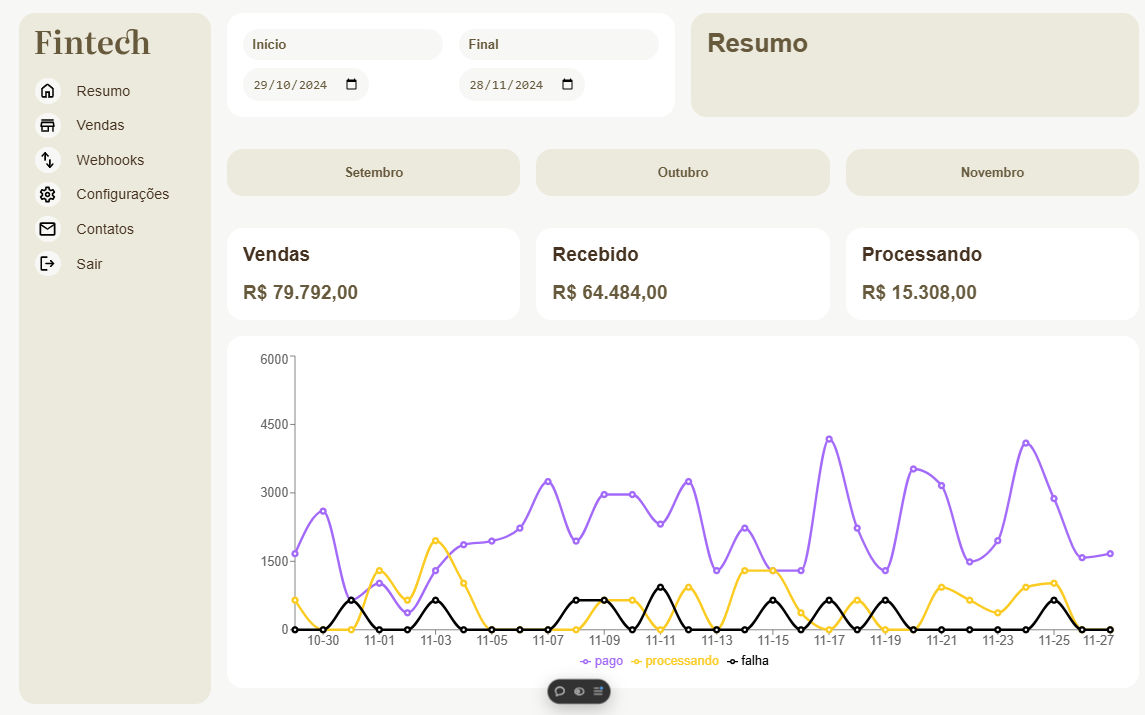 Fintech
Resumo
Vendas
Webhooks
Configurações
Contatos
Sair
Início
29/10/2024
Final
28/11/2024
Resumo
Setembro
Outubro
Novembro
Vendas
R$ 79.792,00
Recebido
R$ 64.484,00
Processando
R$ 15.308,00
6000
4500
3000
1500
0
10-30 11-01 11-03 11-05 11-07 11-09 11-11 11-13 11-15 11-17 11-19 11-21 11-23 11-25 11-27
pago processando falha